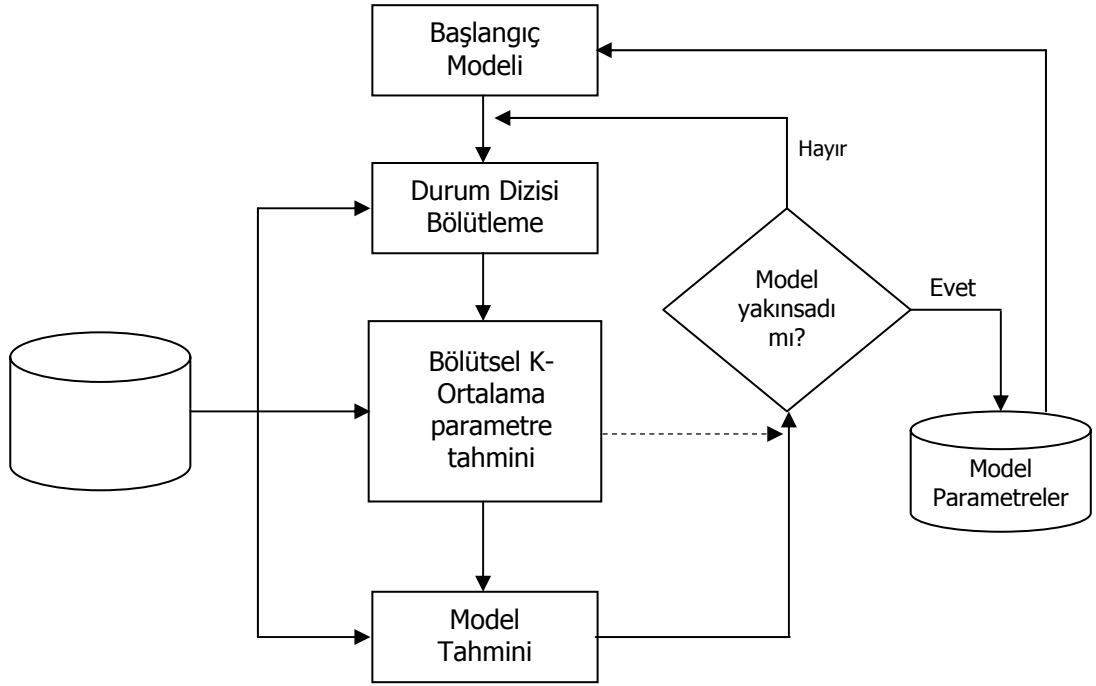 Başlangıç
Modeli
Hayır
Durum Dizisi
Bölütleme
Model
yakınsadı
mı?
Evet
Bölütsel K-
Ortalama
parametre
tahmini
Model
Parametreler
Model
Tahmini